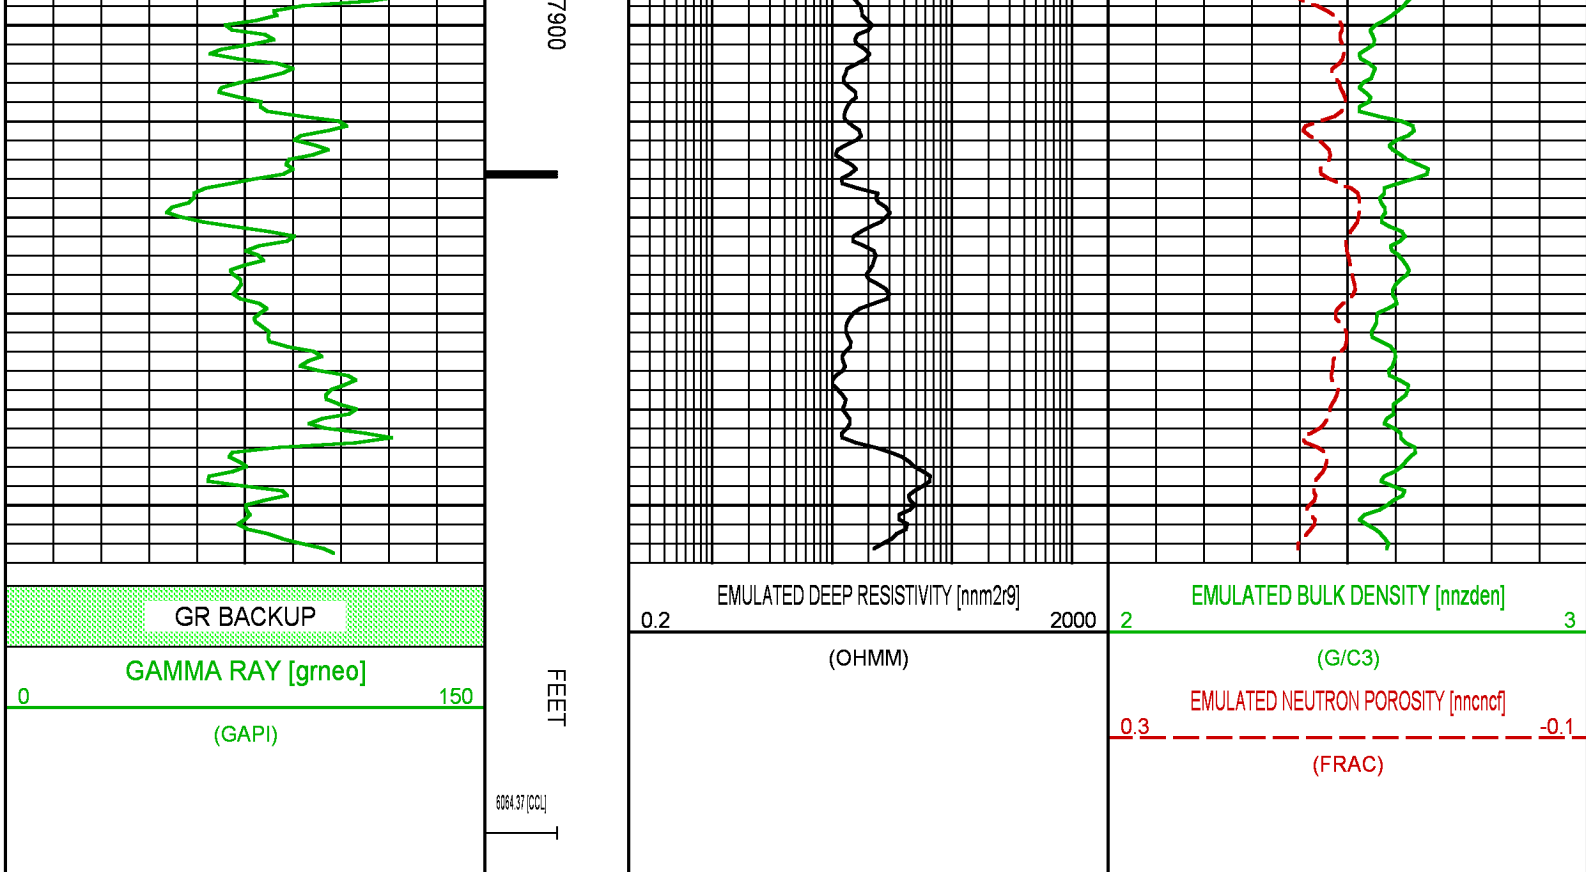 7900
GR BACKUP
GAMMA RAY [grneo]
0 150
(GAPI)
FEET
6064.37 [CCL]
EMULATED DEEP RESISTIVITY [nnm2r9]
0.2 2000
(OHMM)
EMULATED BULK DENSITY [nnzden]
2 3
(G/C3)
EMULATED NEUTRON POROSITY [nncncf]
0.3 -0.1
(FRAC)